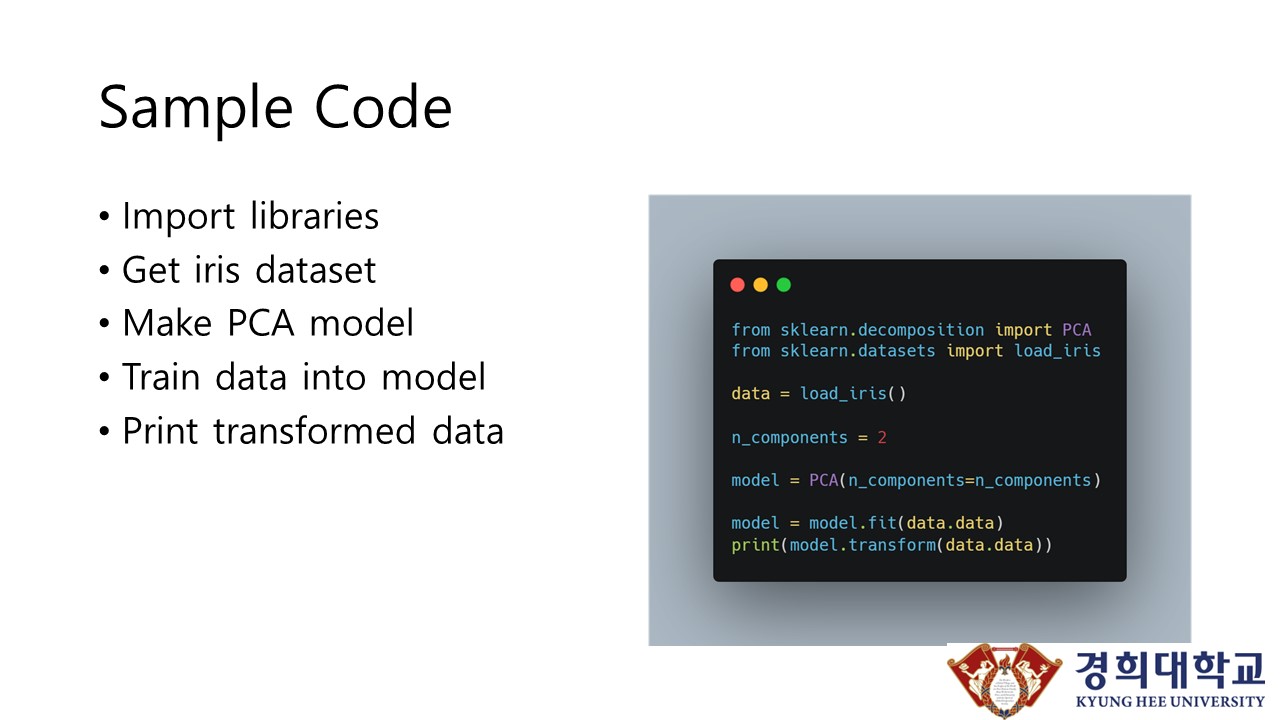 Sample Code
• Import libraries
• Get iris dataset
• Make PCA model
• Train data into model
• Print transformed data
from sklearn.decomposition import PCA
from sklearn.datasets import load_iris
data = load_iris()
n_components = 2
model = PCA(n_components=n_components)
model = model.fit(data.data)
print(model.transform(data.data))
경희대학교
KYUNG HEE UNIVERSITY